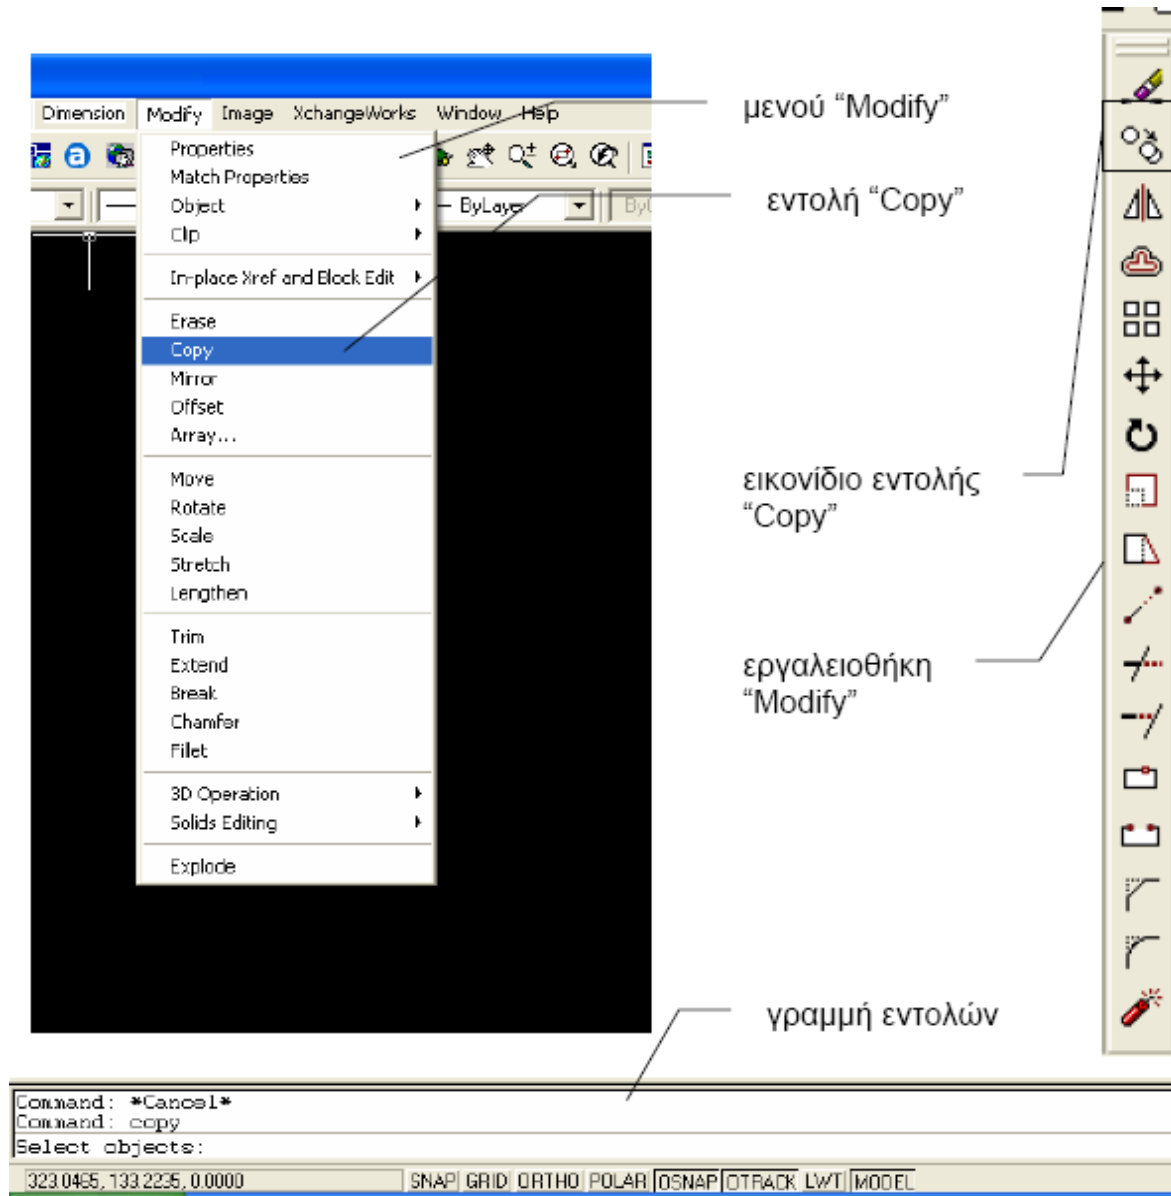 Dimension Modify Image XchangeWorks Window Help
μενού “Modify”
Properties
Match Properties
Object
ByLayer
Clip
εντολή “Copy”
In-place Xref and Block Edit
Erase
Copy
Mirror
Offset
Array...
Move
Rotate
Scale
Stretch
Lengthen
εικονίδιο εντολής
“Copy”
Trim
Extend
Break
Chamfer
Fillet
εργαλειοθήκη
“Modify”
3D Operation
Solids Editing
Explode
γραμμή εντολών
Command: *Cancel*
Command: copy
Select objects:
323.0465, 133.2235, 0.0000 SNAP GRID ORTHO POLAR OSNAP OTRACK LWT MODEL